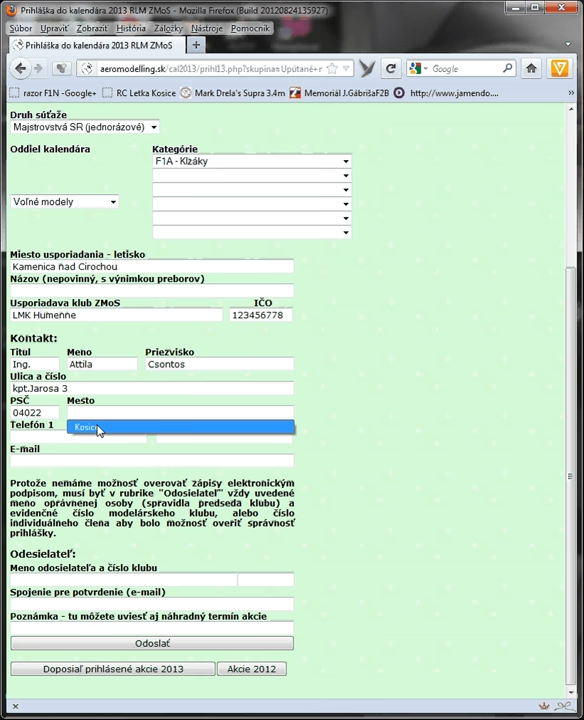 Prihláška do kalendára 2013 RLM ZMoS - Mozilla Firefox (Build 20120824135927)
Súbor Upraviť Zobraziť História Záložky Nástroje Pomocník
Prihláška do kalendára 2013 RLM ZMoS
aeromodelling.sk/cal2013/prihl13.php?skupina=Upútané+r
Google
razor F1N -Google+ RC Letka Kosice Mark Drela's Supra 3.4m Memoriál J.GábrišaF2B http://www.jamendo....
Druh súťaže
Majstrovstvá SR (jednorázové)
Oddiel kalendára Kategórie
F1A - Klzáky
Voľné modely
Miesto usporiadania - letisko
Kamenica nad Cirochou
Názov (nepovinný, s výnimkou preborov)
Usporiadava klub ZMoS IČO
LMK Humenne 123456778
Kontakt:
Titul Meno Priezvisko
Ing. Attila Csontos
Ulica a číslo
kpt.Jarosa 3
PSČ Mesto
04022
Telefón 1 Kosice
E-mail
Protože nemáme možnosť overovať zápisy elektronickým
podpisom, musí byť v rubrike "Odosielateľ" vždy uvedené
meno oprávnenej osoby (spravidla predseda klubu) a
evidenčné číslo modelárskeho klubu, alebo číslo
individuálneho člena aby bolo možnosť overiť správnosť
prihlášky.
Odesielateľ:
Meno odosielateľa a číslo klubu
Spojenie pre potvrdenie (e-mail)
Poznámka - tu môžete uviesť aj náhradný termín akcie
Odoslať
Doposiaľ prihlásené akcie 2013 Akcie 2012